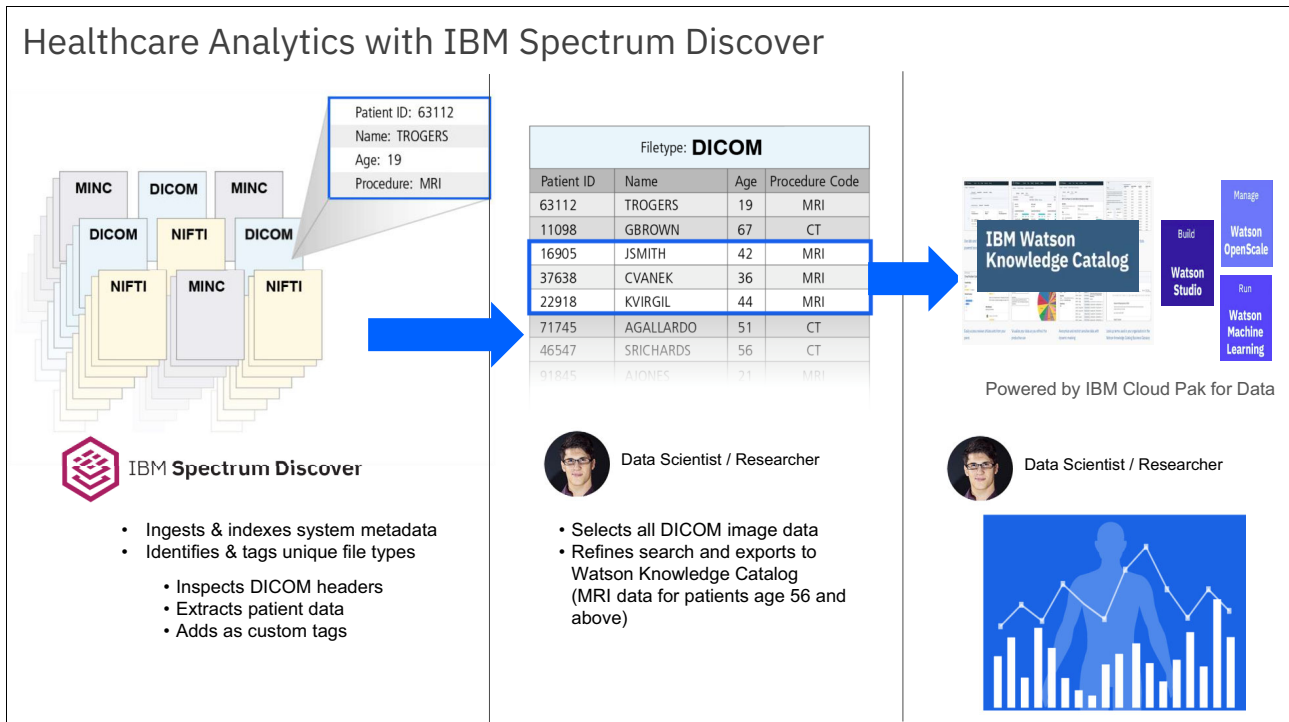 Healthcare Analytics with IBM Spectrum Discover
Patient ID: 63112
Name: TROGERS
Age: 19
Procedure: MRI
MINC DICOM MINC
DICOM NIFTI DICOM
NIFTI MINC NIFTI
IBM Spectrum Discover
• Ingests & indexes system metadata
• Identifies & tags unique file types
• Inspects DICOM headers
• Extracts patient data
• Adds as custom tags
Filetype: DICOM
Patient ID Name Age Procedure Code
63112 TROGERS 19 MRI
11098 GBROWN 67 CT
16905 JSMITH 42 MRI
37638 CVANEK 36 MRI
22918 KVIRGIL 44 MRI
71745 AGALLARDO 51 CT
46547 SRICHARDS 56 CT
91845 AJONES 21 MRI
Data Scientist / Researcher
• Selects all DICOM image data
• Refines search and exports to
Watson Knowledge Catalog
(MRI data for patients age 56 and
above)
IBM Watson
Knowledge Catalog
Build
Watson
Studio
Manage
Watson
OpenScale
Run
Watson
Machine
Learning
Powered by IBM Cloud Pak for Data
Data Scientist / Researcher